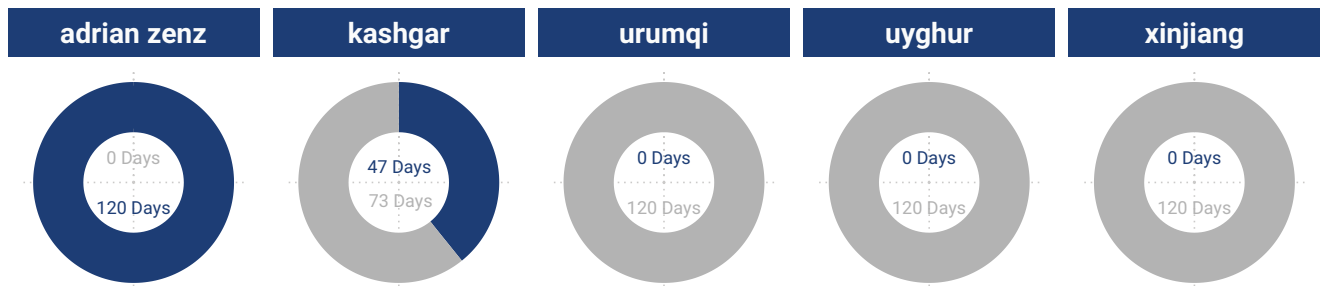 adrian zenz
0 Days
120 Days
kashgar
47 Days
73 Days
urumqi
0 Days
120 Days
uyghur
0 Days
120 Days
xinjiang
0 Days
120 Days